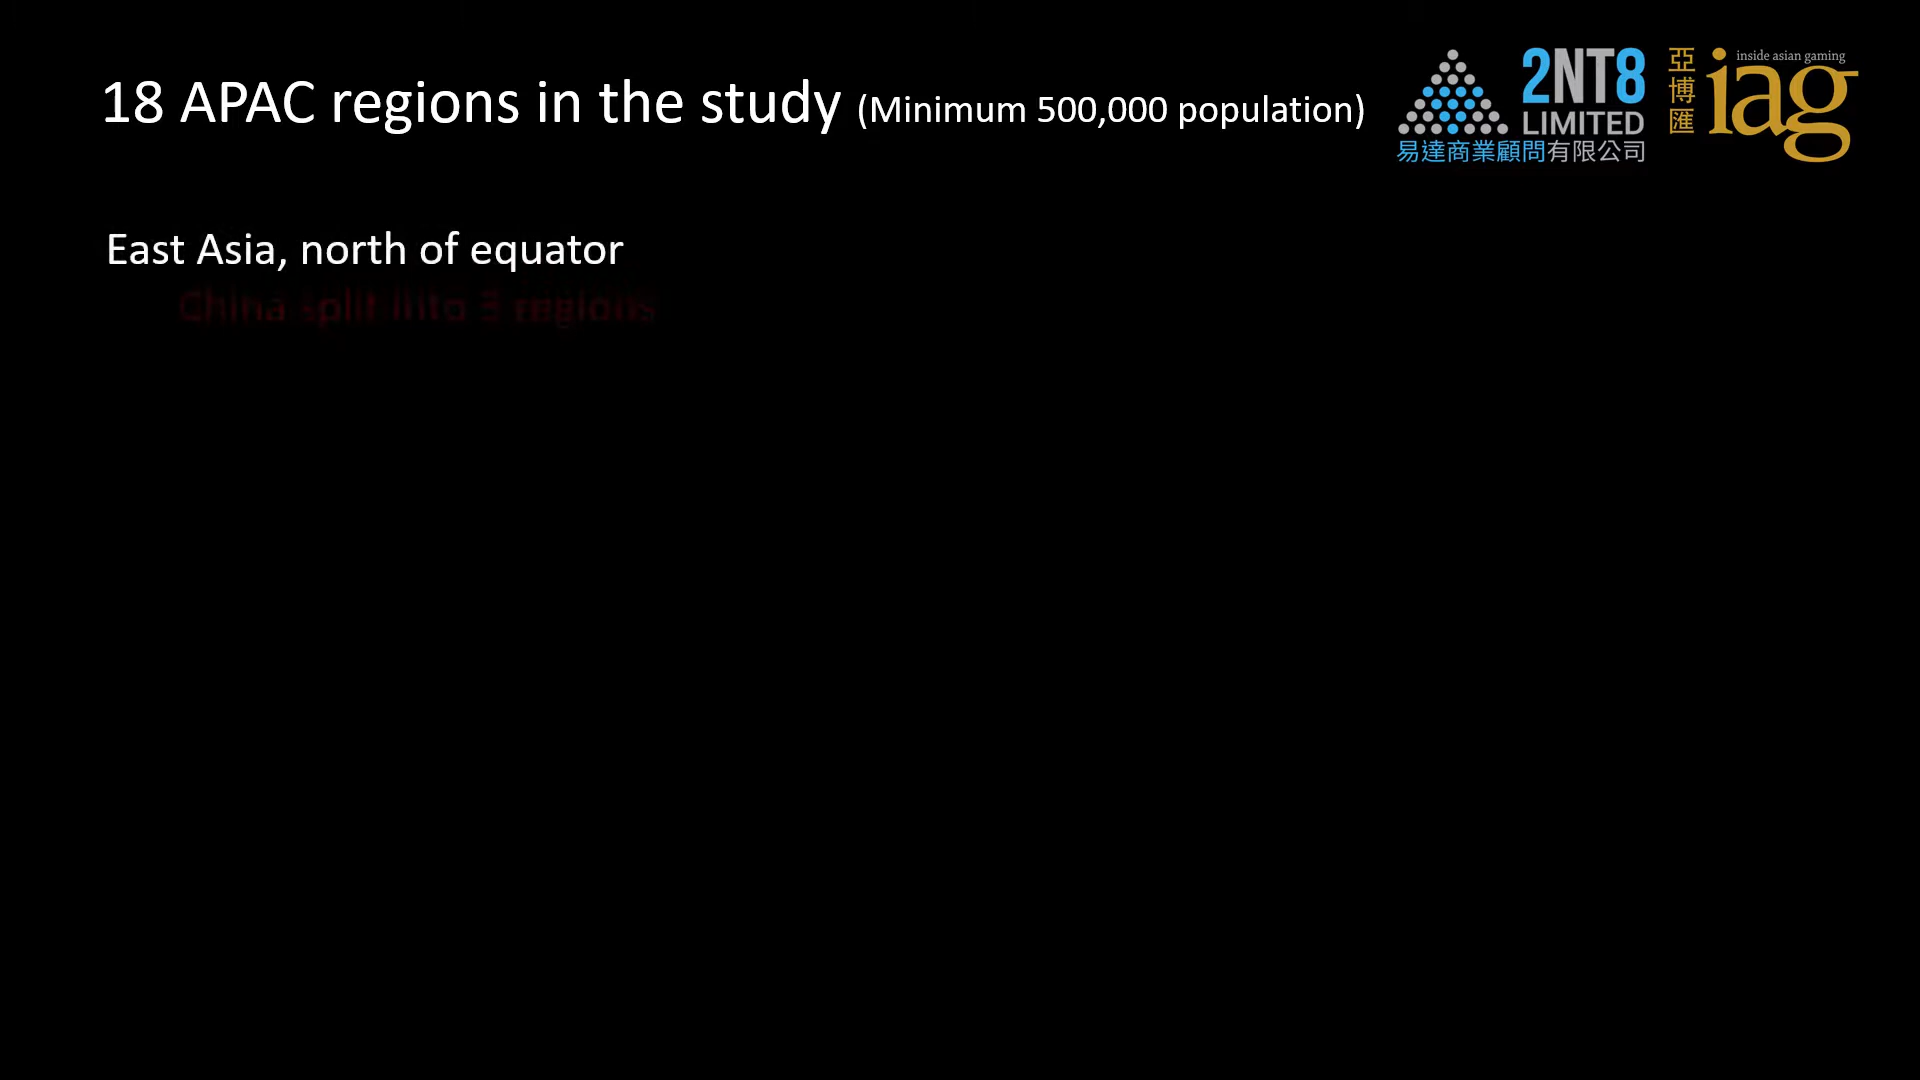 18 APAC regions in the study (Minimum 500,000 population)
2NT8
LIMITED
易達商業顧問有限公司
亞博匯
inside asian gaming
iag
East Asia, north of equator
China split into regions